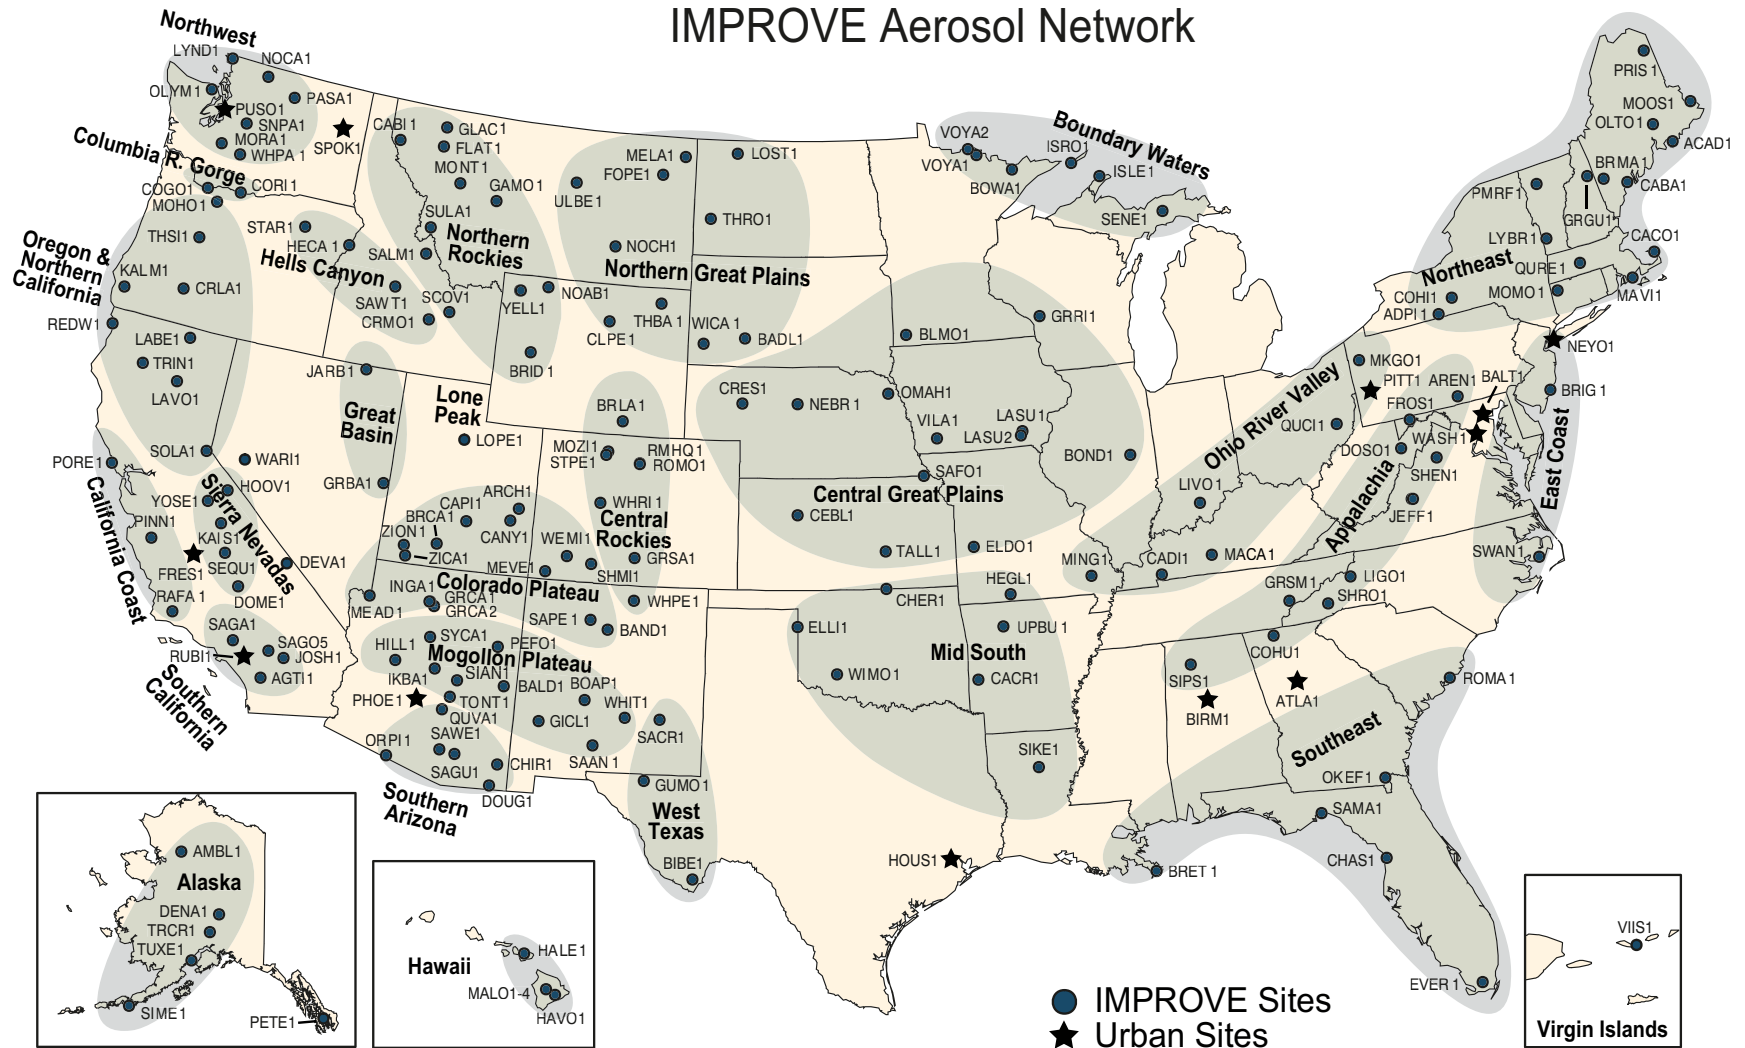 IMPROVE Aerosol Network
Northwest
LYND1
NOCA1
OLYM1
PASA1
PUSO1
SNPA1
MORA1
WHPA1
SPOK1
Columbia R. Gorge
COGO1
CORI1
MOHO1
THSI1
Oregon &
Northern
California
KALM1
CRLA1
REDW1
LABE1
TRIN1
LAVO1
SOLA1
STAR1
HECA1
Hells Canyon
SAWT1
SCOV1
CRMO1
CABI1
GLAC1
FLAT1
MONT1
GAMO1
SULA1
SALM1
Northern
Rockies
YELL1
NOAB1
BRID1
CLPE1
THBA1
MELA1
FOPE1
ULBE1
NOCH1
LOST1
THRO1
Northern Great Plains
WICA1
BADL1
VOYA2
VOYA1
BOWA1
ISRO1
ISLE1
SENE1
Boundary Waters
JARB1
Great
Basin
GRBA1
Lone
Peak
LOPE1
WARI1
HOOV1
YOSE1
Sierra Nevadas
KAIS1
SEQU1
DOME1
DEVA1
PORE1
PINN1
California Coast
FRES1
RAFA1
SAGA1
RUBI1
SAGO5
JOSH1
AGTI1
Southern
California
BRLA1
MOZI1
STPE1
RMHQ1
ROMO1
WHRI1
Central
Rockies
GRSA1
WEMI1
SHMI1
MEVE1
ARCH1
CAPI1
BRCA1
CANY1
ZION1
ZICA1
INGA1
Colorado Plateau
GRCA1
GRCA2
MEAD1
SAPE1
BAND1
WHPE1
SYCA1
HILL1
PEFO1
Mogollon Plateau
IKBA1
SIAN1
BALD1
PHOE1
TONT1
QUVA1
BOAP1
WHIT1
GICL1
SAAN1
SACR1
ORPI1
SAWE1
SAGU1
CHIR1
DOUG1
Southern
Arizona
GUMO1
West
Texas
BIBE1
CRES1
NEBR1
OMAH1
BLMO1
GRRI1
VILA1
LASU1
LASU2
BOND1
SAFO1
Central Great Plains
CEBL1
TALL1
ELDO1
CHER1
HEGL1
ELLI1
UPBU1
Mid South
WIMO1
CACR1
SIKE1
HOUS1
MING1
CADI1
MACA1
LIVO1
Ohio River Valley
QUCI1
MKGO1
PITT1
FROS1
AREN1
BALT1
WASH1
DOSO1
SHEN1
JEFF1
Appalachia
GRSM1
LIGO1
SHRO1
COHU1
SIPS1
BIRM1
ATLA1
Southeast
ROMA1
OKEF1
SAMA1
CHAS1
EVER1
BRET1
SWAN1
East Coast
BRIG1
NEYO1
Northeast
COHI1
ADPI1
MOMO1
QURE1
LYBR1
PMRF1
GRGU1
BRMA1
CABA1
CACO1
MAVI1
ACAD1
OLTO1
MOOS1
PRIS1
AMBL1
Alaska
DENA1
TRCR1
TUXE1
SIME1
PETE1
Hawaii
HALE1
MALO1-4
HAVO1
IMPROVE Sites
Urban Sites
VIIS1
Virgin Islands